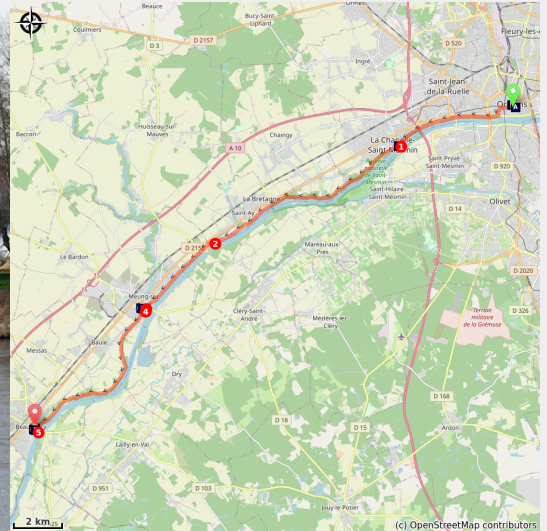 Beauce
Ormes
Coulmiers
Bucy-Saint-
Liphard
D 3
D 2157
D 520
Fleury-les-
Ingré
Saint-Jean-
de-la-Ruelle
Baccon
L'Huisseau-sur-
Mauves
Chaingy
A 10
La Chapelle-
Saint-Mesmin
1
Saint-Pryvé-
Saint-Mesmin
D 920
La Bretagne
Saint-Hilaire-
Saint-Mesmin
Olivet
Saint-Ay
D 14
2
Mareau-aux-
Prés
Le Bardon
D 2020
Meung-s
4
Cléry-Saint-
André
Mézières-lez-
Cléry
Terrain
militaire
de la Grémuse
D 326
Messas
Baule
Dry
D 168
5
D 18
D 15
Ardon
Lailly-en-Val
D 951
D 103
Jouy-le-Potier
2 km
(c) OpenStreetMap contributors